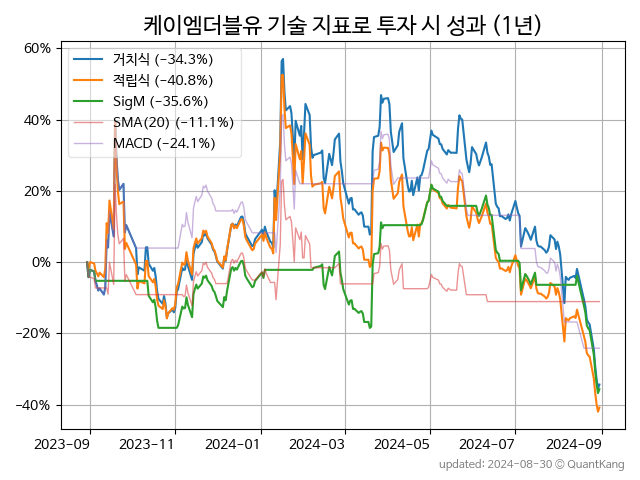 케이엠더블유 기술 지표로 투자 시 성과 (1년)
60%
40%
20%
0%
−20%
−40%
거치식 (−34.3%)
적립식 (−40.8%)
SigM (−35.6%)
SMA(20) (−11.1%)
MACD (−24.1%)
2023−09
2023−11
2024−01
2024−03
2024−05
2024−07
2024−09
updated: 2024−08−30 © QuantKang